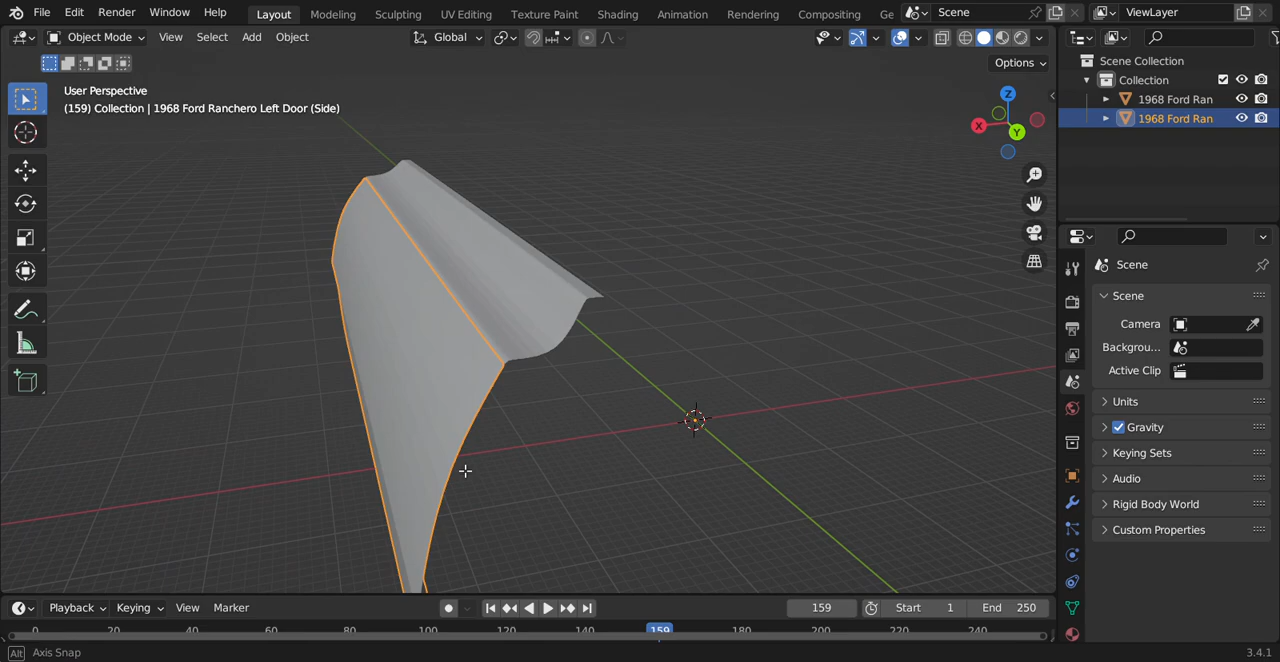 File Edit Render Window Help Layout Modeling Sculpting UV Editing Texture Paint Shading Animation Rendering Compositing Ge Scene ViewLayer
Object Mode View Select Add Object Global
Options
User Perspective
(159) Collection | 1968 Ford Ranchero Left Door (Side)
Z
X
Y
Scene Collection
Collection
1968 Ford Ran
1968 Ford Ran
Scene
Scene
Camera
Backgrou...
Active Clip
Units
Gravity
Keying Sets
Audio
Rigid Body World
Custom Properties
Playback Keying View Marker 159 Start 1 End 250
0 20 40 60 80 100 120 140 159 180 200 220 240
Alt Axis Snap 3.4.1